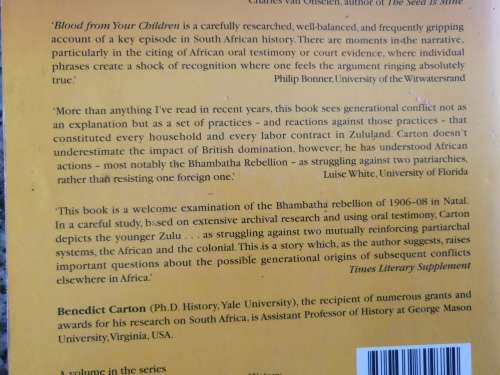 Charles van Onselen, author of The Seed Is Mine
'Blood from Your Children is a carefully researched, well-balanced, and frequently gripping
account of a key episode in South African history. There are moments in the narrative,
particularly in the citing of African oral testimony or court evidence, where individual
phrases create a shock of recognition where one feels the argument ringing absolutely
true.' Philip Bonner, University of the Witwatersrand
'More than anything I've read in recent years, this book sees generational conflict not as
an explanation but as a set of practices – and reactions against those practices – that
constituted every household and every labor contract in Zululand. Carton doesn't
underestimate the impact of British domination, however; he has understood African
actions – most notably the Bhambatha Rebellion – as struggling against two patriarchies,
rather than resisting one foreign one.' Luise White, University of Florida
'This book is a welcome examination of the Bhambatha rebellion of 1906–08 in Natal.
In a careful study, based on extensive archival research and using oral testimony, Carton
depicts the younger Zulu . . . as struggling against two mutually reinforcing partiarchal
systems, the African and the colonial. This is a story which, as the author suggests, raises
important questions about the possible generational origins of subsequent conflicts
elsewhere in Africa.' Times Literary Supplement
Benedict Carton (Ph.D. History, Yale University), the recipient of numerous grants and
awards for his research on South Africa, is Assistant Professor of History at George Mason
University, Virginia, USA.
A volume in the series
History